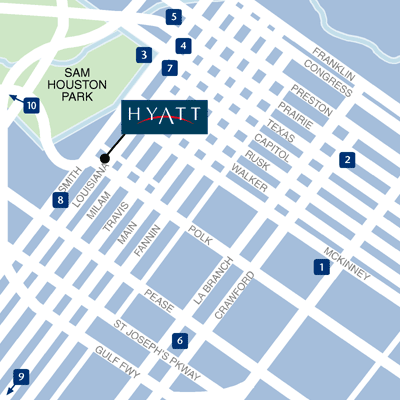 5
4
3
7
FRANKLIN
CONGRESS
SAM
HOUSTON
PARK
10
HYATT
PRESTON
PRAIRIE
TEXAS
CAPITOL
RUSK
WALKER
2
SMITH
LOUISIANA
MILAM
TRAVIS
MAIN
FANNIN
8
POLK
LA BRANCH
CRAWFORD
MCKINNEY
1
PEASE
ST JOSEPH'S PKWAY
GULF FWY
6
9